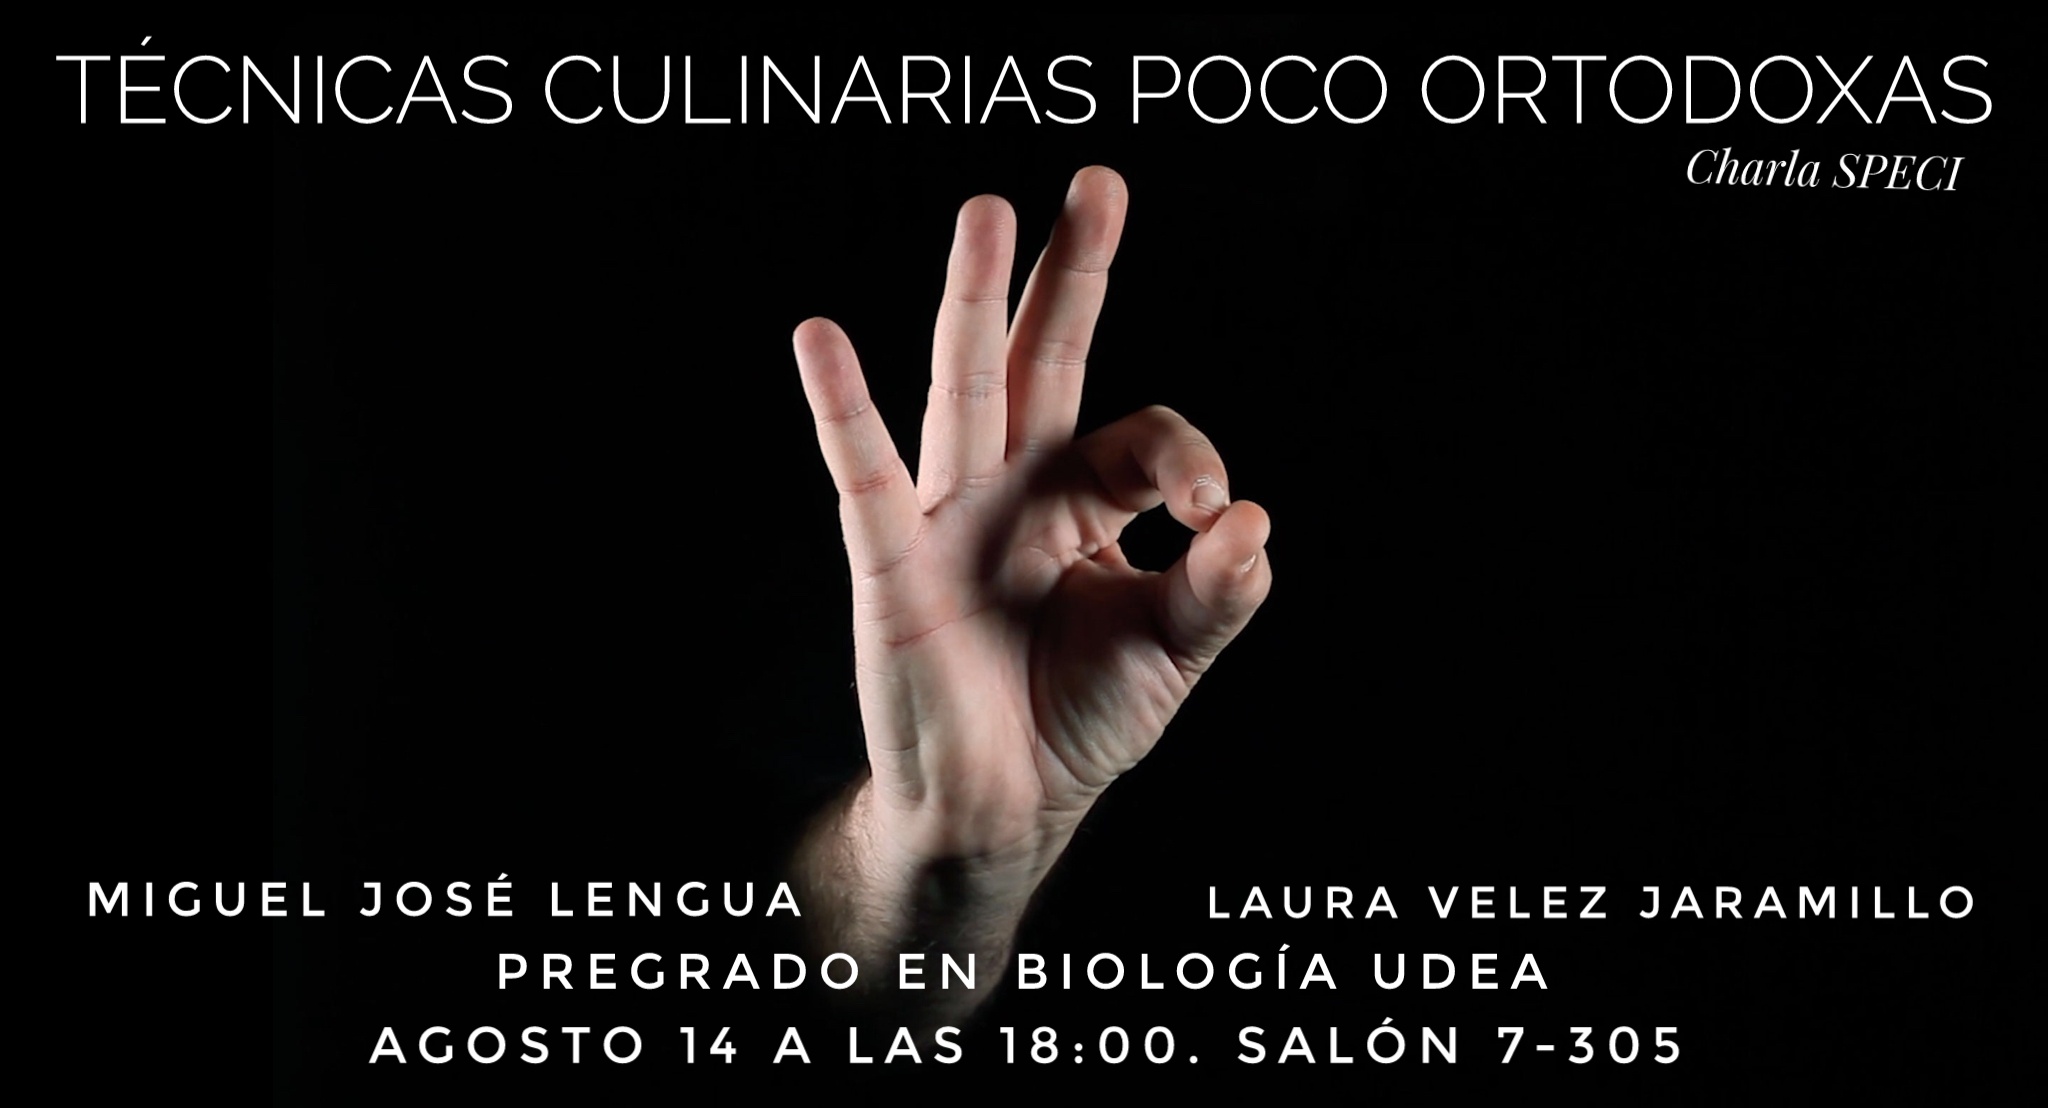 TÉCNICAS CULINARIAS POCO ORTODOXAS
Charla SPECI
MIGUEL JOSÉ LENGUA
LAURA VELEZ JARAMILLO
PREGRADO EN BIOLOGÍA UDEA
AGOSTO 14 A LAS 18:00. SALÓN 7-305